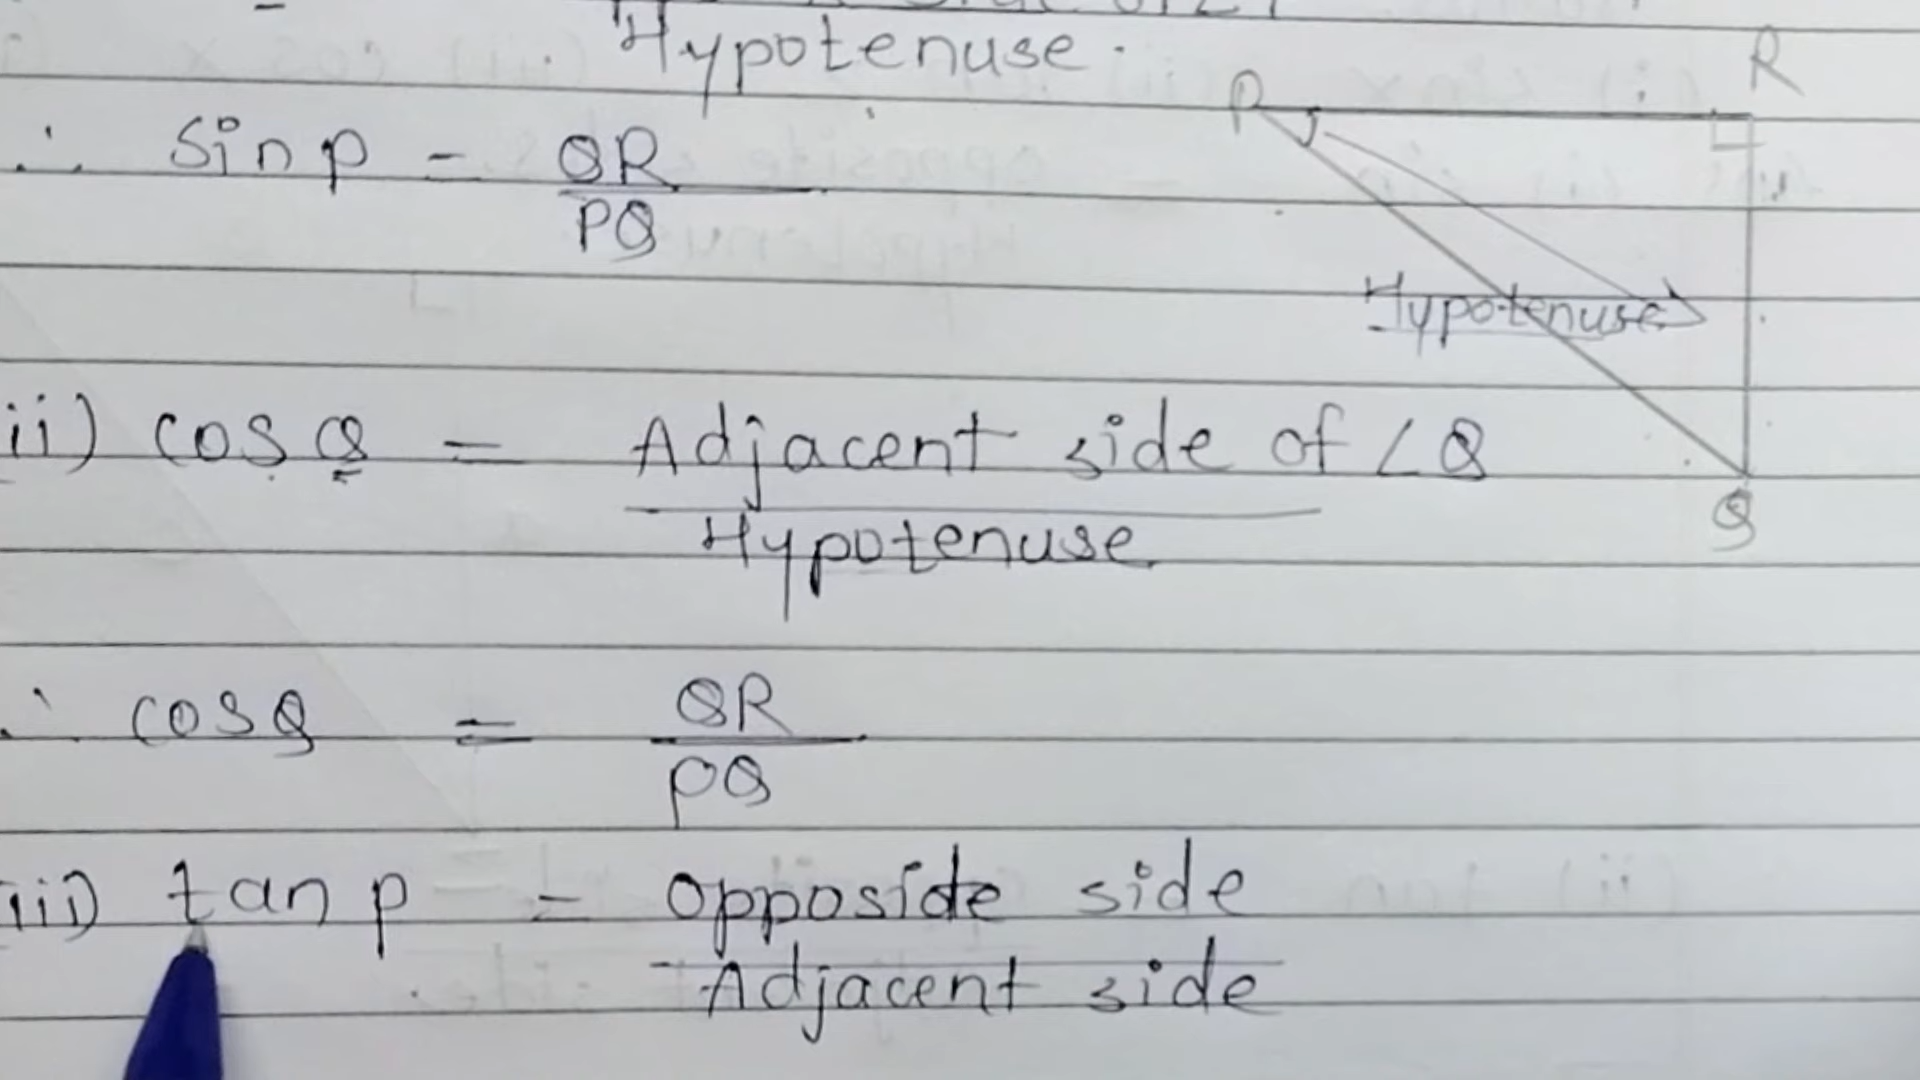 Hypotenuse.
R
P
∴ Sin p = QR
PQ
Hypotenuse
ii) cos Q = Adjacent side of ∠Q
Hypotenuse
Q
∴ cosQ = QR
PQ
iii) tan p = opposide side
Adjacent side